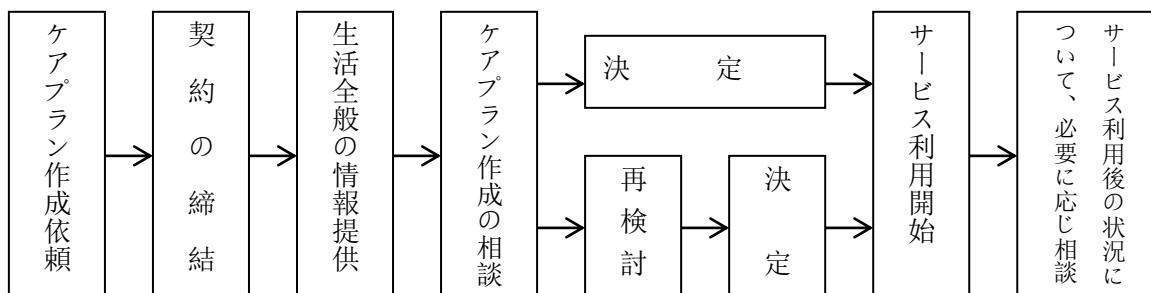 ケアプラン作成依頼
契約の締結
生活全般の情報提供
ケアプラン作成の相談
決定
再検討
決定
サービス利用開始
サービス利用後の状況に
ついて、必要に応じ相談